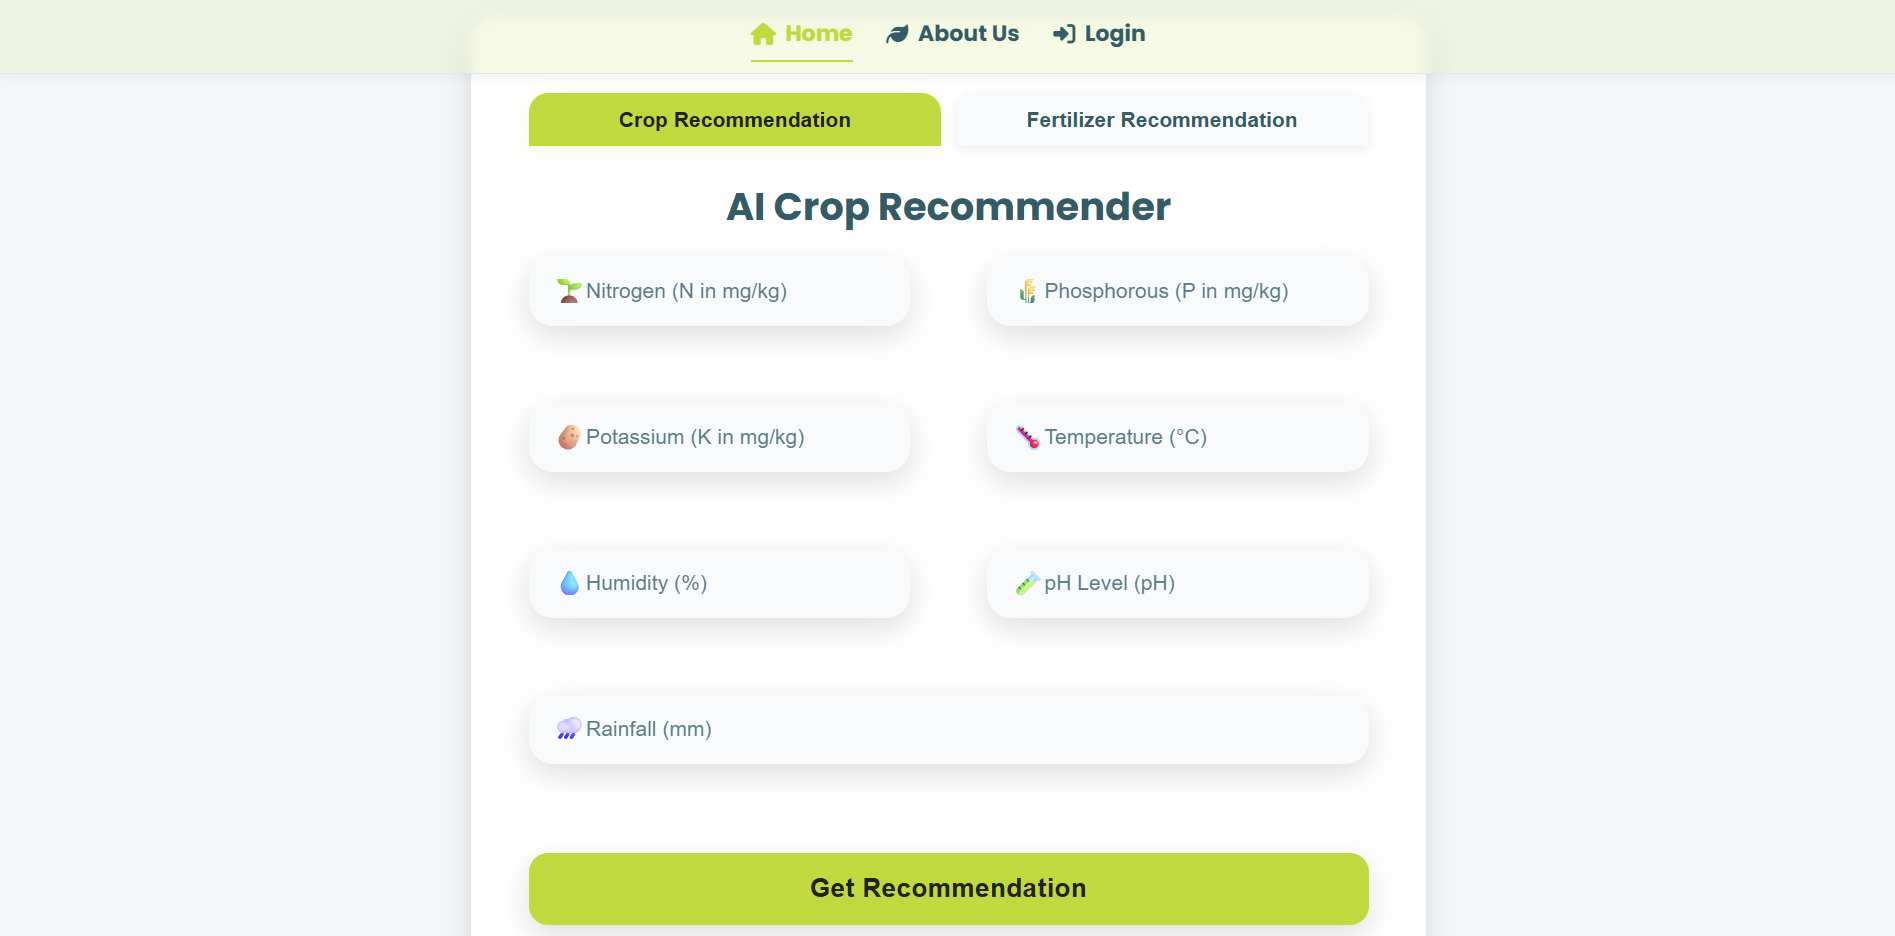 Home About Us Login
Crop Recommendation Fertilizer Recommendation
AI Crop Recommender
Nitrogen (N in mg/kg) Phosphorous (P in mg/kg)
Potassium (K in mg/kg) Temperature (°C)
Humidity (%) pH Level (pH)
Rainfall (mm)
Get Recommendation